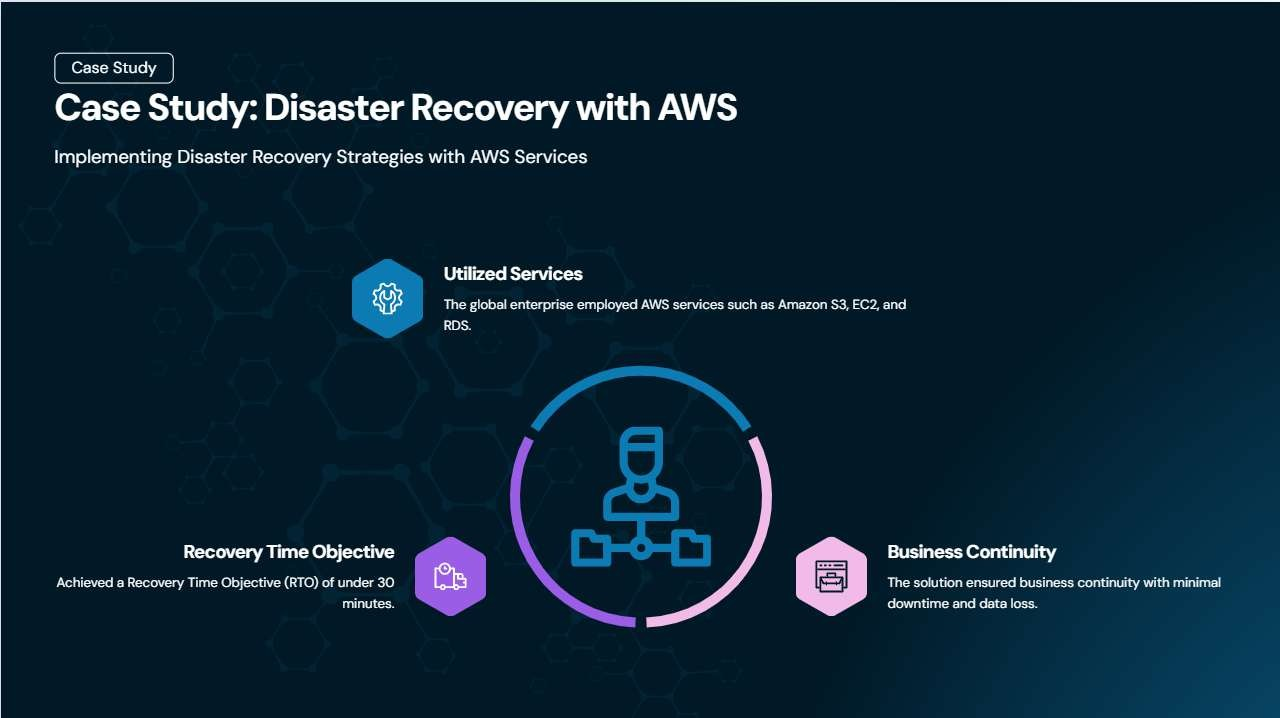 Case Study
Case Study: Disaster Recovery with AWS
Implementing Disaster Recovery Strategies with AWS Services
Utilized Services
The global enterprise employed AWS services such as Amazon S3, EC2, and
RDS.
Recovery Time Objective
Achieved a Recovery Time Objective (RTO) of under 30
minutes.
Business Continuity
The solution ensured business continuity with minimal
downtime and data loss.